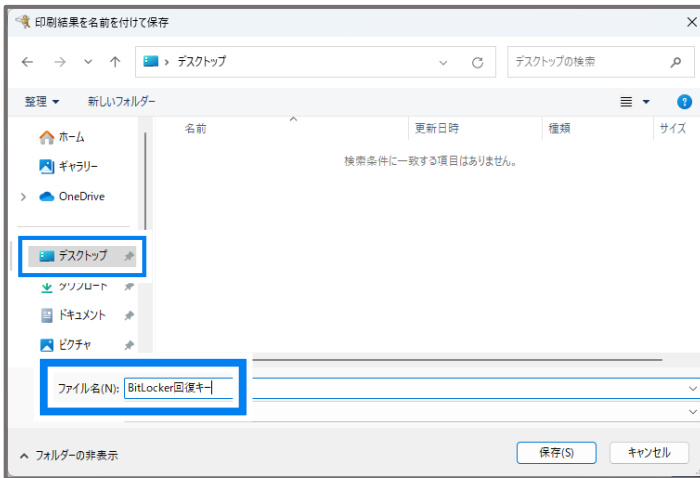 印刷結果を名前を付けて保存
デスクトップ
デスクトップの検索
整理
新しいフォルダー
名前 更新日時 種類 サイズ
検索条件に一致する項目はありません。
ホーム
ギャラリー
OneDrive
デスクトップ
ダウンロード
ドキュメント
ピクチャ
ファイル名(N): BitLocker回復キー
フォルダーの非表示
保存(S) キャンセル